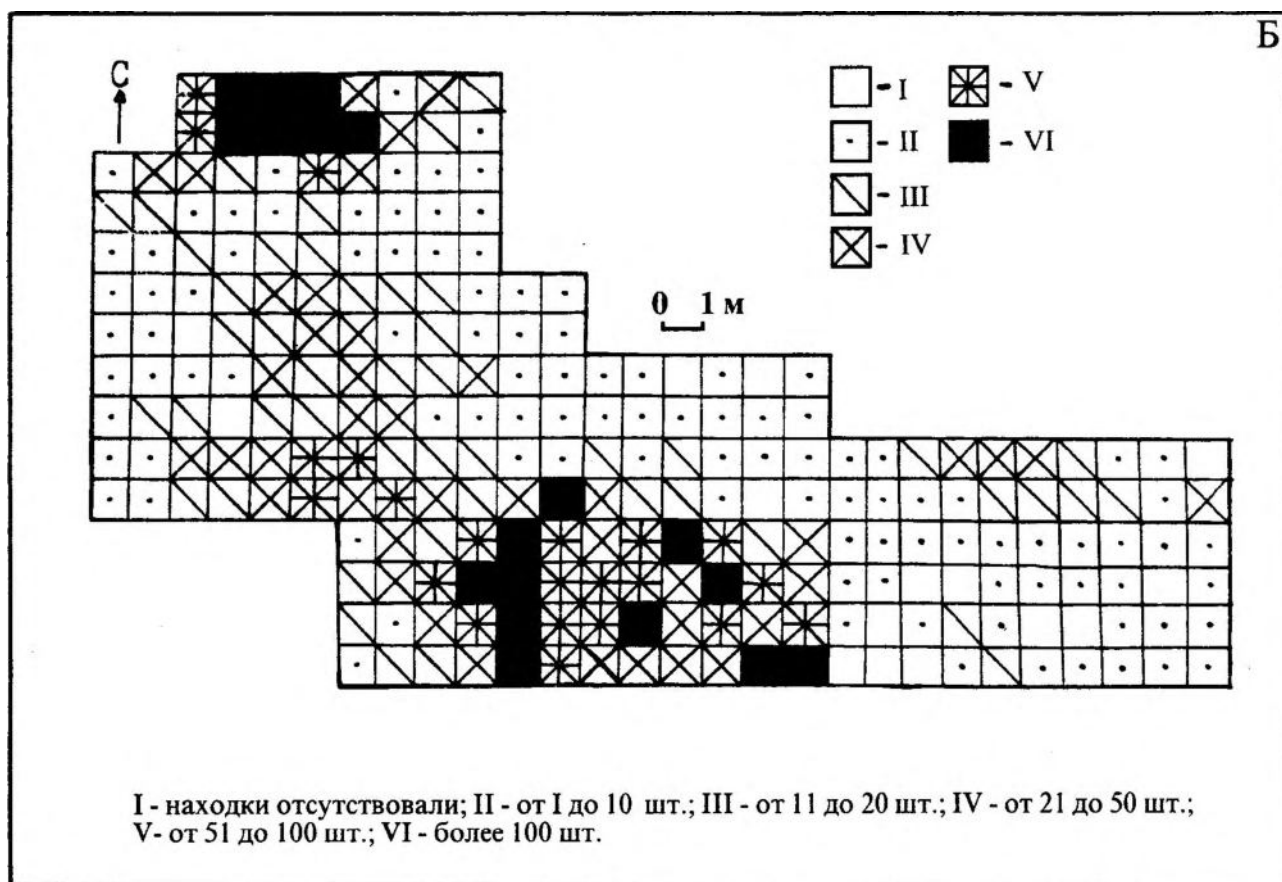 Б
С
- I
- V
- II
- VI
- III
- IV
0 1 м
I - находки отсутствовали; II - от I до 10 шт.; III - от 11 до 20 шт.; IV - от 21 до 50 шт.;
V- от 51 до 100 шт.; VI - более 100 шт.